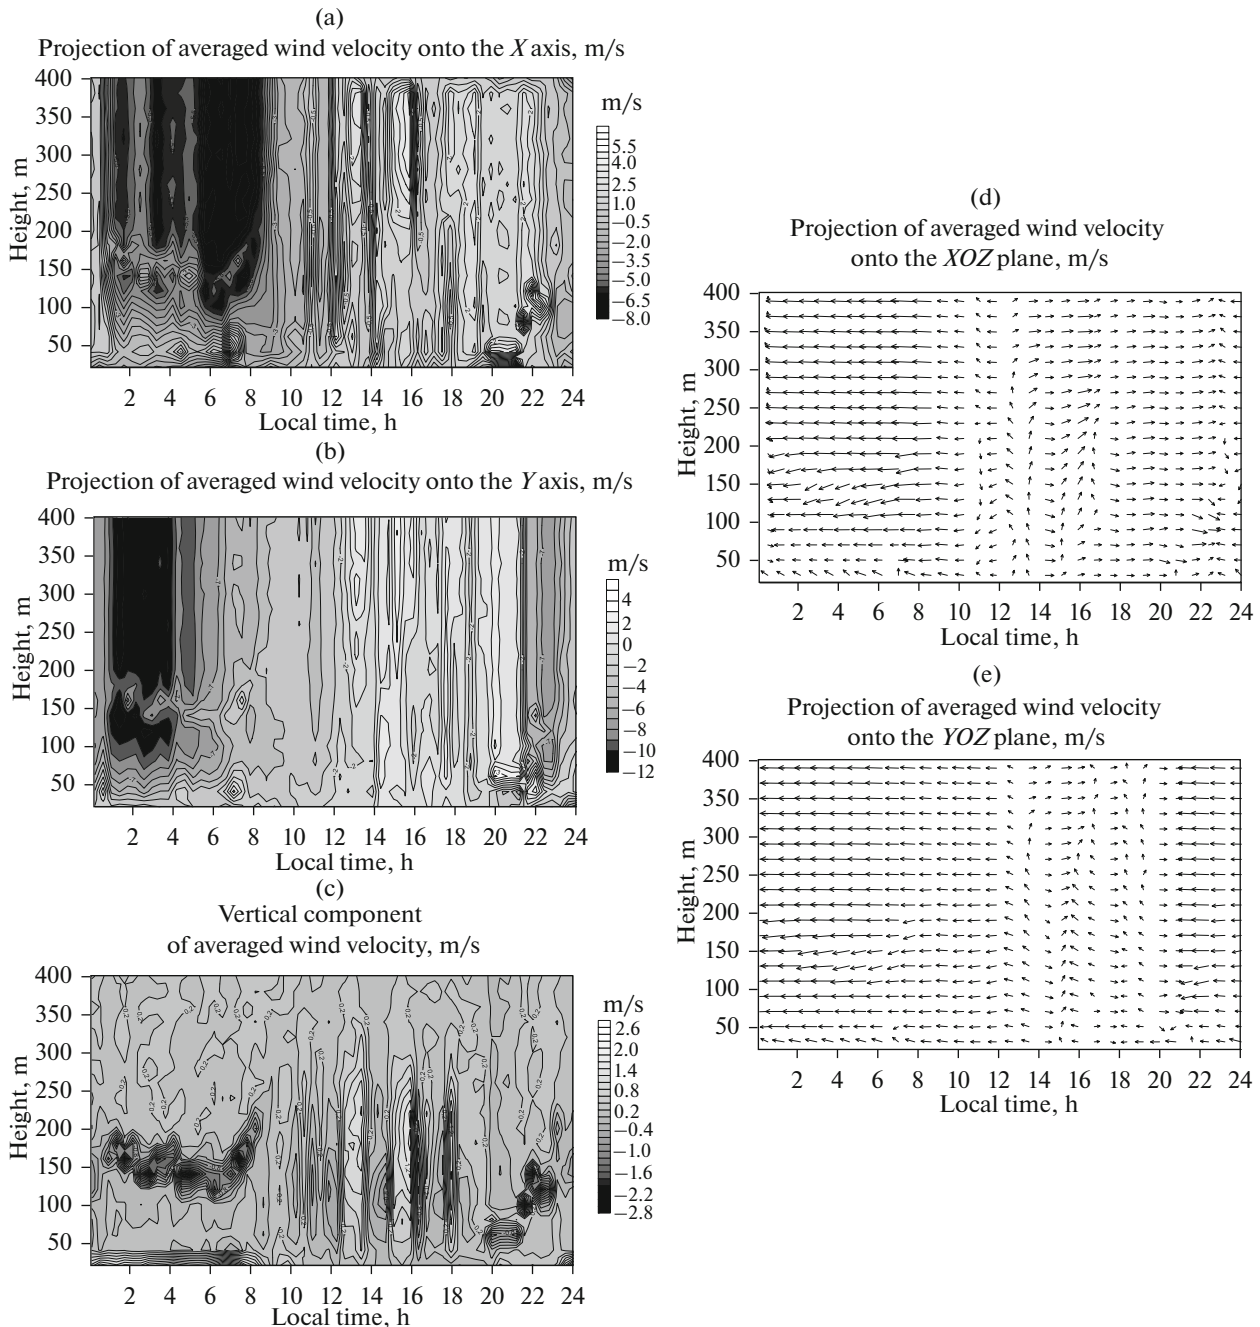 (a)
Projection of averaged wind velocity onto the X axis, m/s
400
350
300
250
200
150
100
50
Height, m
2 4 6 8 10 12 14 16 18 20 22 24
Local time, h
m/s
5.5
4.0
2.5
1.0
−0.5
−2.0
−3.5
−5.0
−6.5
−8.0
(b)
Projection of averaged wind velocity onto the Y axis, m/s
400
350
300
250
200
150
100
50
Height, m
2 4 6 8 10 12 14 16 18 20 22 24
Local time, h
m/s
4
2
0
−2
−4
−6
−8
−10
−12
(c)
Vertical component
of averaged wind velocity, m/s
400
350
300
250
200
150
100
50
Height, m
2 4 6 8 10 12 14 16 18 20 22 24
Local time, h
m/s
2.6
2.0
1.4
0.8
0.2
−0.4
−1.0
−1.6
−2.2
−2.8
(d)
Projection of averaged wind velocity
onto the XOZ plane, m/s
400
350
300
250
200
150
100
50
Height, m
2 4 6 8 10 12 14 16 18 20 22 24
Local time, h
(e)
Projection of averaged wind velocity
onto the YOZ plane, m/s
400
350
300
250
200
150
100
50
Height, m
2 4 6 8 10 12 14 16 18 20 22 24
Local time, h